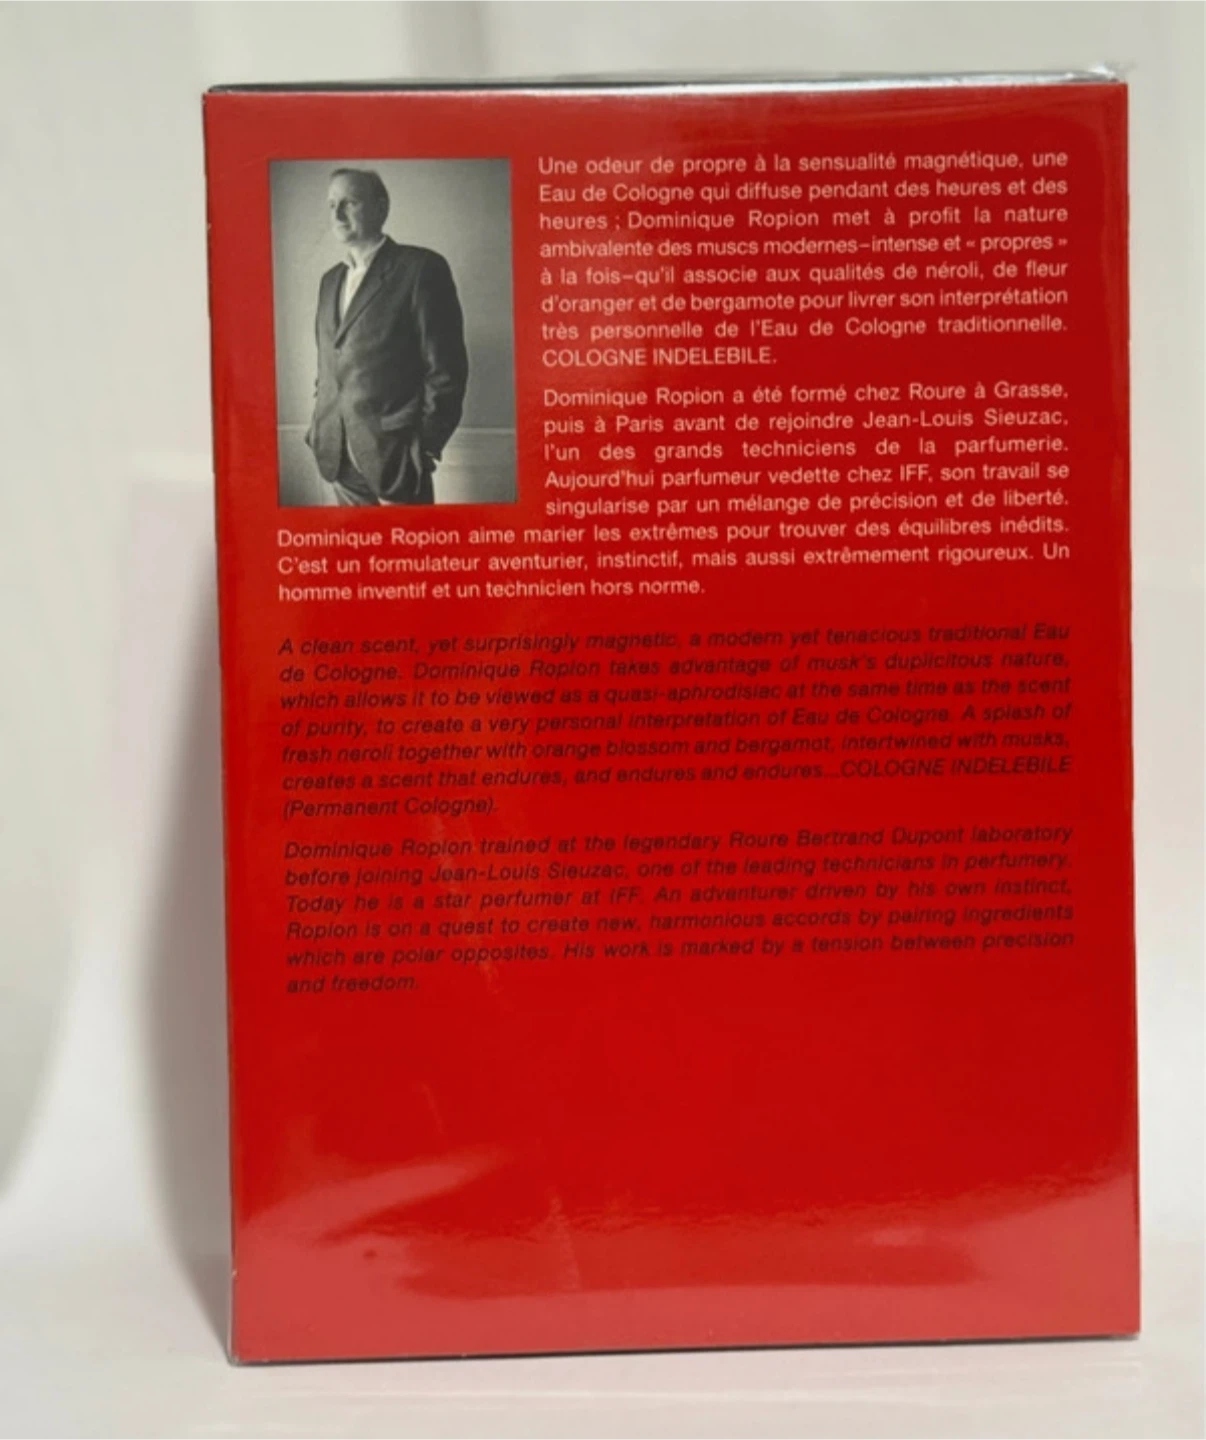 Une odeur de propre à la sensualité magnétique, une
Eau de Cologne qui diffuse pendant des heures et des
heures ; Dominique Ropion met à profit la nature
ambivalente des muscs modernes–intense et « propres »
à la fois–qu'il associe aux qualités de néroli, de fleur
d'oranger et de bergamote pour livrer son interprétation
très personnelle de l'Eau de Cologne traditionnelle.
COLOGNE INDELEBILE.
Dominique Ropion a été formé chez Roure à Grasse,
puis à Paris avant de rejoindre Jean-Louis Sieuzac,
l'un des grands techniciens de la parfumerie.
Aujourd'hui parfumeur vedette chez IFF, son travail se
singularise par un mélange de précision et de liberté.
Dominique Ropion aime marier les extrêmes pour trouver des équilibres inédits.
C'est un formulateur aventurier, instinctif, mais aussi extrêmement rigoureux. Un
homme inventif et un technicien hors norme.
A clean scent, yet surprisingly magnetic, a modern yet tenacious traditional Eau
de Cologne. Dominique Ropion takes advantage of musk's duplicitous nature,
which allows it to be viewed as a quasi-aphrodisiac at the same time as the scent
of purity, to create a very personal interpretation of Eau de Cologne. A splash of
fresh neroli together with orange blossom and bergamot, intertwined with musks,
creates a scent that endures, and endures and endures...COLOGNE INDELEBILE
(Permanent Cologne).
Dominique Ropion trained at the legendary Roure Bertrand Dupont laboratory
before joining Jean-Louis Sieuzac, one of the leading technicians in perfumery.
Today he is a star perfumer at IFF. An adventurer driven by his own instinct,
Ropion is on a quest to create new, harmonious accords by pairing ingredients
which are polar opposites. His work is marked by a tension between precision
and freedom.